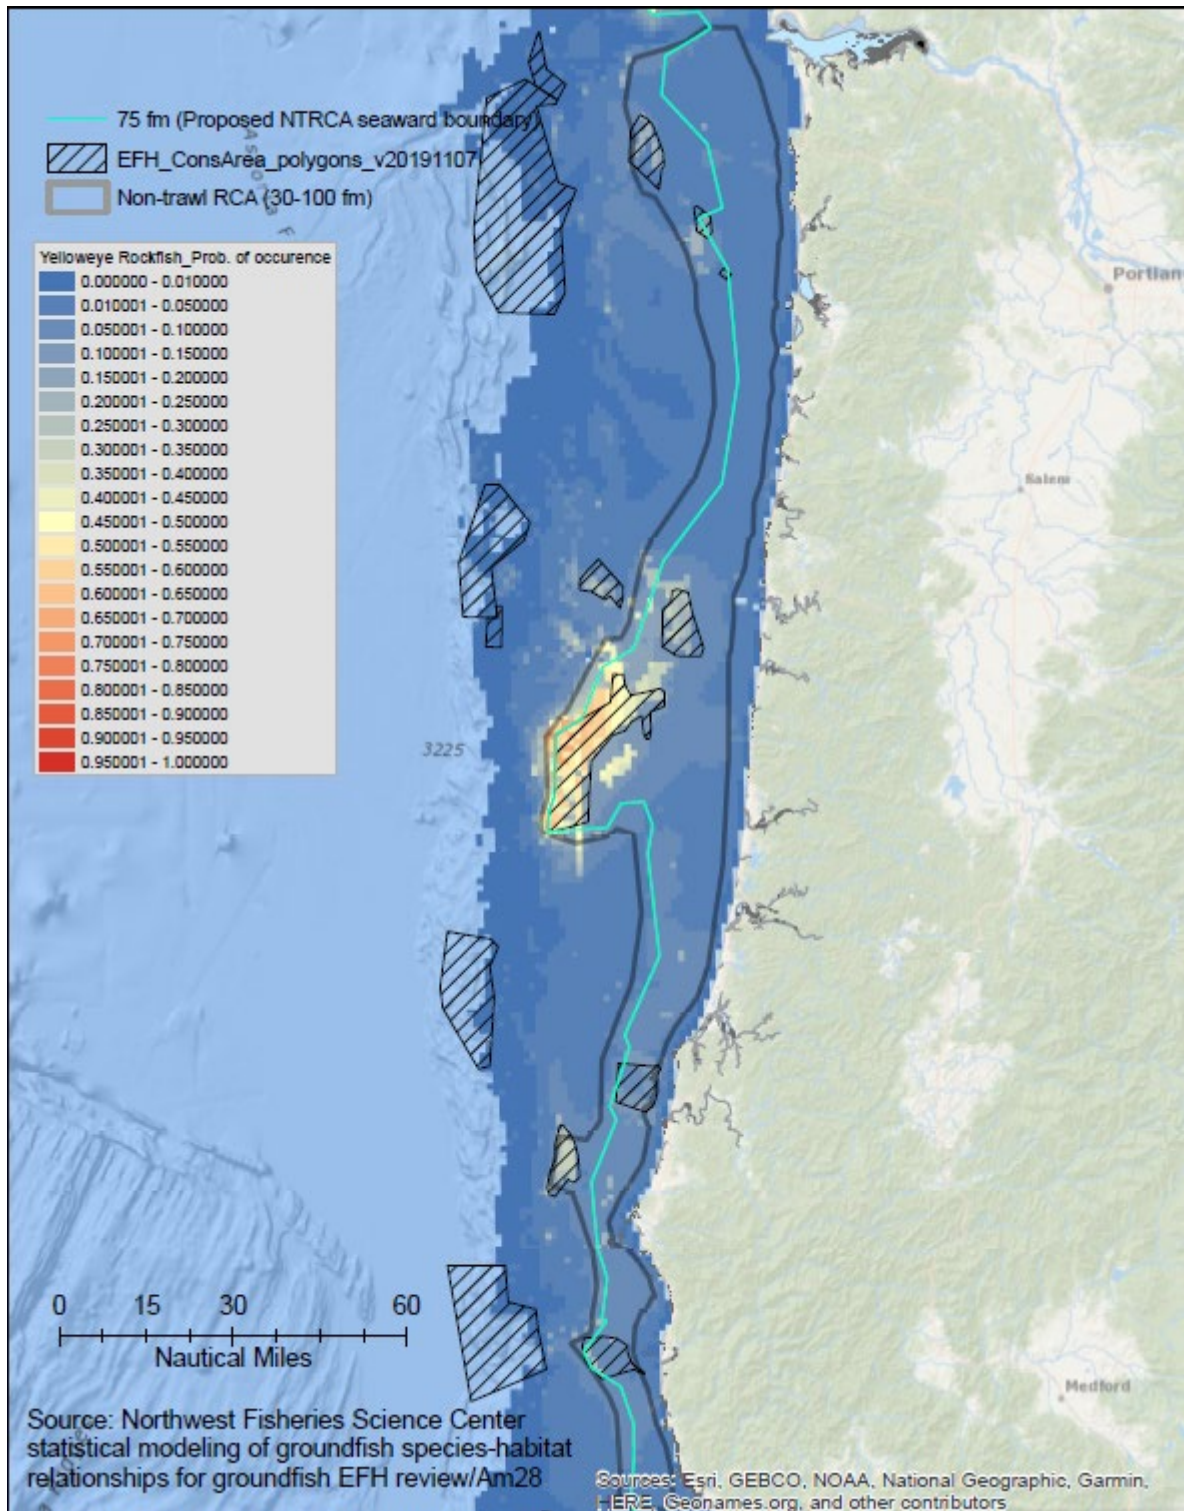 75 fm (Proposed NTRCA seaward boundary)
EFH_ConsArea_polygons_v20191107
Non-trawl RCA (30-100 fm)
Yelloweye Rockfish_Prob. of occurence
0.000000 - 0.010000
0.010001 - 0.050000
0.050001 - 0.100000
0.100001 - 0.150000
0.150001 - 0.200000
0.200001 - 0.250000
0.250001 - 0.300000
0.300001 - 0.350000
0.350001 - 0.400000
0.400001 - 0.450000
0.450001 - 0.500000
0.500001 - 0.550000
0.550001 - 0.600000
0.600001 - 0.650000
0.650001 - 0.700000
0.700001 - 0.750000
0.750001 - 0.800000
0.800001 - 0.850000
0.850001 - 0.900000
0.900001 - 0.950000
0.950001 - 1.000000
Portlan
Salem
3225
Medford
0 15 30 60
Nautical Miles
Source: Northwest Fisheries Science Center
statistical modeling of groundfish species-habitat
relationships for groundfish EFH review/Am28
Sources: Esri, GEBCO, NOAA, National Geographic, Garmin,
HERE, Geonames.org, and other contributors